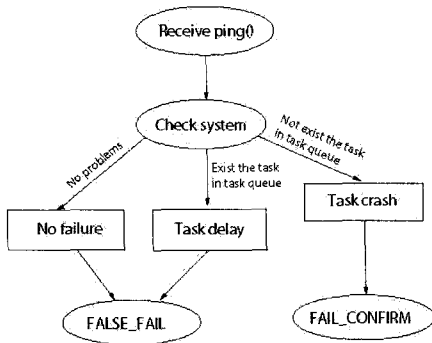 Receive ping()
Check system
No problems
Exist the task
in task queue
Not exist the task
in task queue
No failure
Task delay
Task crash
FALSE_FAIL
FAIL_CONFIRM